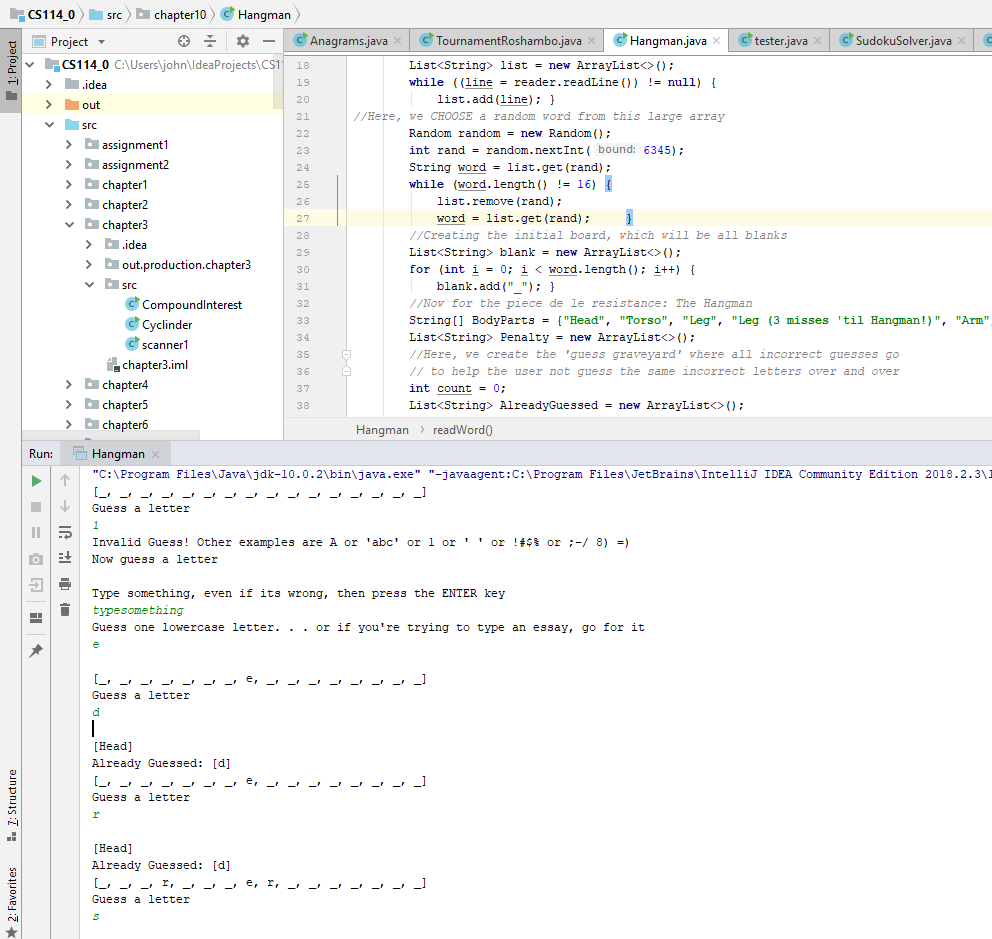 CS114_0 src chapter10 Hangman
1: Project
Project
Anagrams.java TournamentRoshambo.java Hangman.java tester.java SudokuSolver.java
CS114_0 C:\Users\john\IdeaProjects\CS1
.idea
out
src
assignment1
assignment2
chapter1
chapter2
chapter3
.idea
out.production.chapter3
src
CompoundInterest
Cyclinder
scanner1
chapter3.iml
chapter4
chapter5
chapter6
18 List<String> list = new ArrayList<>();
19 while ((line = reader.readLine()) != null) {
20 list.add(line); }
21 //Here, we CHOOSE a random word from this large array
22 Random random = new Random();
23 int rand = random.nextInt( bound: 6345);
24 String word = list.get(rand);
25 while (word.length() != 16) {
26 list.remove(rand);
27 word = list.get(rand); }
28 //Creating the initial board, which will be all blanks
29 List<String> blank = new ArrayList<>();
30 for (int i = 0; i < word.length(); i++) {
31 blank.add("_"); }
32 //Now for the piece de le resistance: The Hangman
33 String[] BodyParts = {"Head", "Torso", "Leg", "Leg (3 misses 'til Hangman!)", "Arm",
34 List<String> Penalty = new ArrayList<>();
35 //Here, we create the 'guess graveyard' where all incorrect guesses go
36 // to help the user not guess the same incorrect letters over and over
37 int count = 0;
38 List<String> AlreadyGuessed = new ArrayList<>();
Hangman readWord()
Run: Hangman
"C:\Program Files\Java\jdk-10.0.2\bin\java.exe" "-javaagent:C:\Program Files\JetBrains\IntelliJ IDEA Community Edition 2018.2.3\l
[_, _, _, _, _, _, _, _, _, _, _, _, _, _, _, _]
Guess a letter
1
Invalid Guess! Other examples are A or 'abc' or 1 or ' ' or !#$% or ;-/ 8) =)
Now guess a letter
Type something, even if its wrong, then press the ENTER key
typesomething
Guess one lowercase letter. . . or if you're trying to type an essay, go for it
e
[_, _, _, _, _, _, _, e, _, _, _, _, _, _, _, _]
Guess a letter
d
[Head]
Already Guessed: [d]
[_, _, _, _, _, _, _, e, _, _, _, _, _, _, _, _]
Guess a letter
r
[Head]
Already Guessed: [d]
[_, _, _, r, _, _, _, e, r, _, _, _, _, _, _, _]
Guess a letter
s
7: Structure
2: Favorites